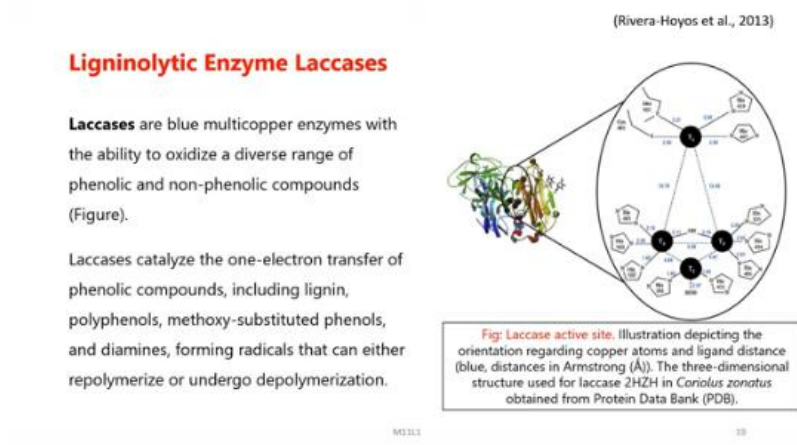 (Rivera-Hoyos et al., 2013)
Ligninolytic Enzyme Laccases
Laccases are blue multicopper enzymes with
the ability to oxidize a diverse range of
phenolic and non-phenolic compounds
(Figure).
Laccases catalyze the one-electron transfer of
phenolic compounds, including lignin,
polyphenols, methoxy-substituted phenols,
and diamines, forming radicals that can either
repolymerize or undergo depolymerization.
Fig: Laccase active site. Illustration depicting the
orientation regarding copper atoms and ligand distance
(blue, distances in Armstrong (Å)). The three-dimensional
structure used for laccase 2HZH in Coriolus zonatus
obtained from Protein Data Bank (PDB).
M11L1